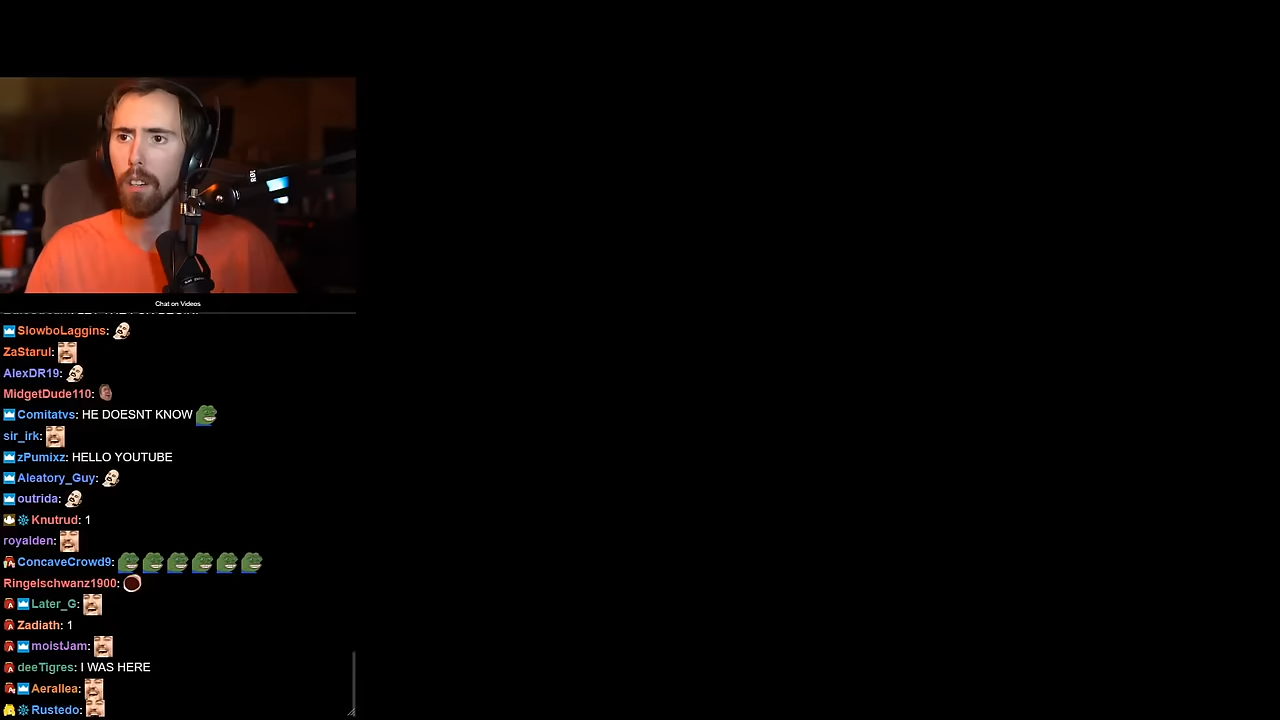 Chat on Videos
SlowboLaggins:
ZaStarul:
AlexDR19:
MidgetDude110:
Comitatvs: HE DOESNT KNOW
sir_irk:
zPumixz: HELLO YOUTUBE
Aleatory_Guy:
outrida:
Knutrud: 1
royalden:
ConcaveCrowd9:
Ringelschwanz1900:
Later_G:
Zadiath: 1
moistJam:
deeTigres: I WAS HERE
Aerallea:
Rustedo: